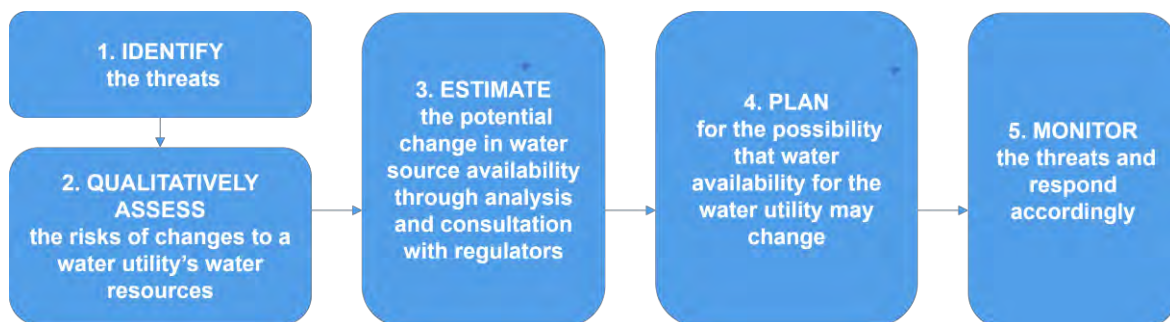 1. IDENTIFY
the threats
2. QUALITATIVELY
ASSESS
the risks of changes to a
water utility’s water
resources
3. ESTIMATE
the potential
change in water
source availability
through analysis
and consultation
with regulators
4. PLAN
for the possibility
that water
availability for the
water utility may
change
5. MONITOR
the threats and
respond
accordingly